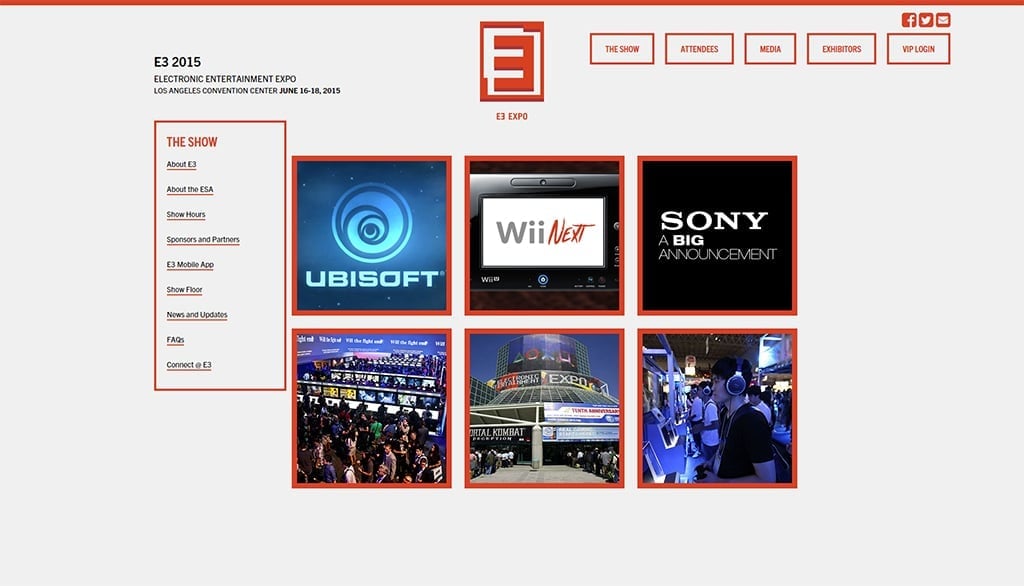 THE SHOW
ATTENDEES
MEDIA
EXHIBITORS
VIP LOGIN
E3 2015
ELECTRONIC ENTERTAINMENT EXPO
LOS ANGELES CONVENTION CENTER JUNE 16-18, 2015
E3
E3 EXPO
THE SHOW
About E3
About the ESA
Show Hours
Sponsors and Partners
E3 Mobile App
Show Floor
News and Updates
FAQs
Connect @ E3
UBISOFT
Wii NEXT
Wii U
SONY
A BIG
ANNOUNCEMENT
Will the fight end?
ELECTRONIC
ENTERTAINMENT EXPO
TENTH ANNIVERSARY
MORTAL KOMBAT
DECEPTION